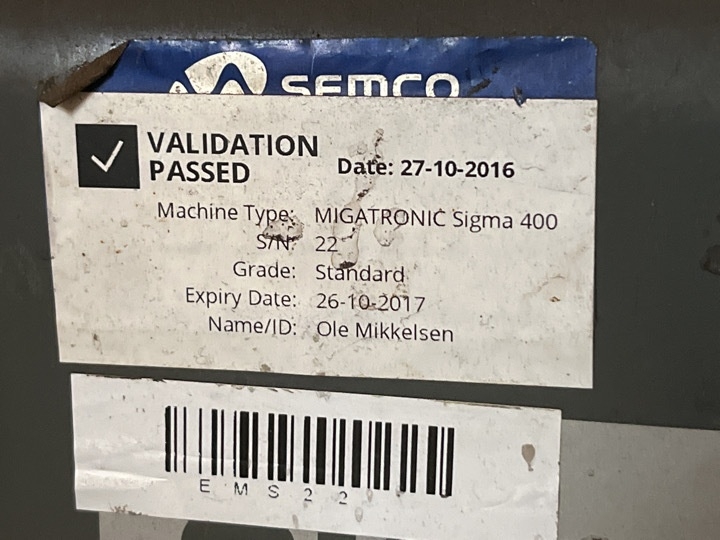 SEMCO
VALIDATION
PASSED
Date: 27-10-2016
Machine Type: MIGATRONIC Sigma 400
S/N: 22
Grade: Standard
Expiry Date: 26-10-2017
Name/ID: Ole Mikkelsen
EMS22